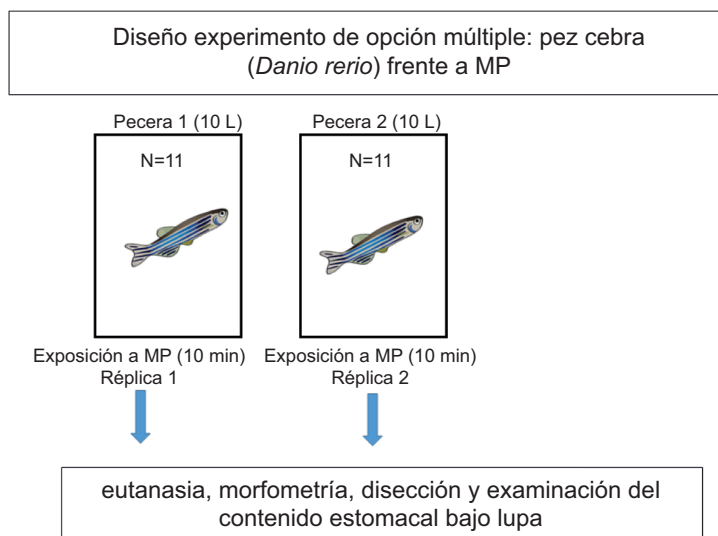 Diseño experimento de opción múltiple: pez cebra
(Danio rerio) frente a MP
Pecera 1 (10 L)
Pecera 2 (10 L)
N=11
N=11
Exposición a MP (10 min)
Réplica 1
Exposición a MP (10 min)
Réplica 2
eutanasia, morfometría, disección y examinación del
contenido estomacal bajo lupa